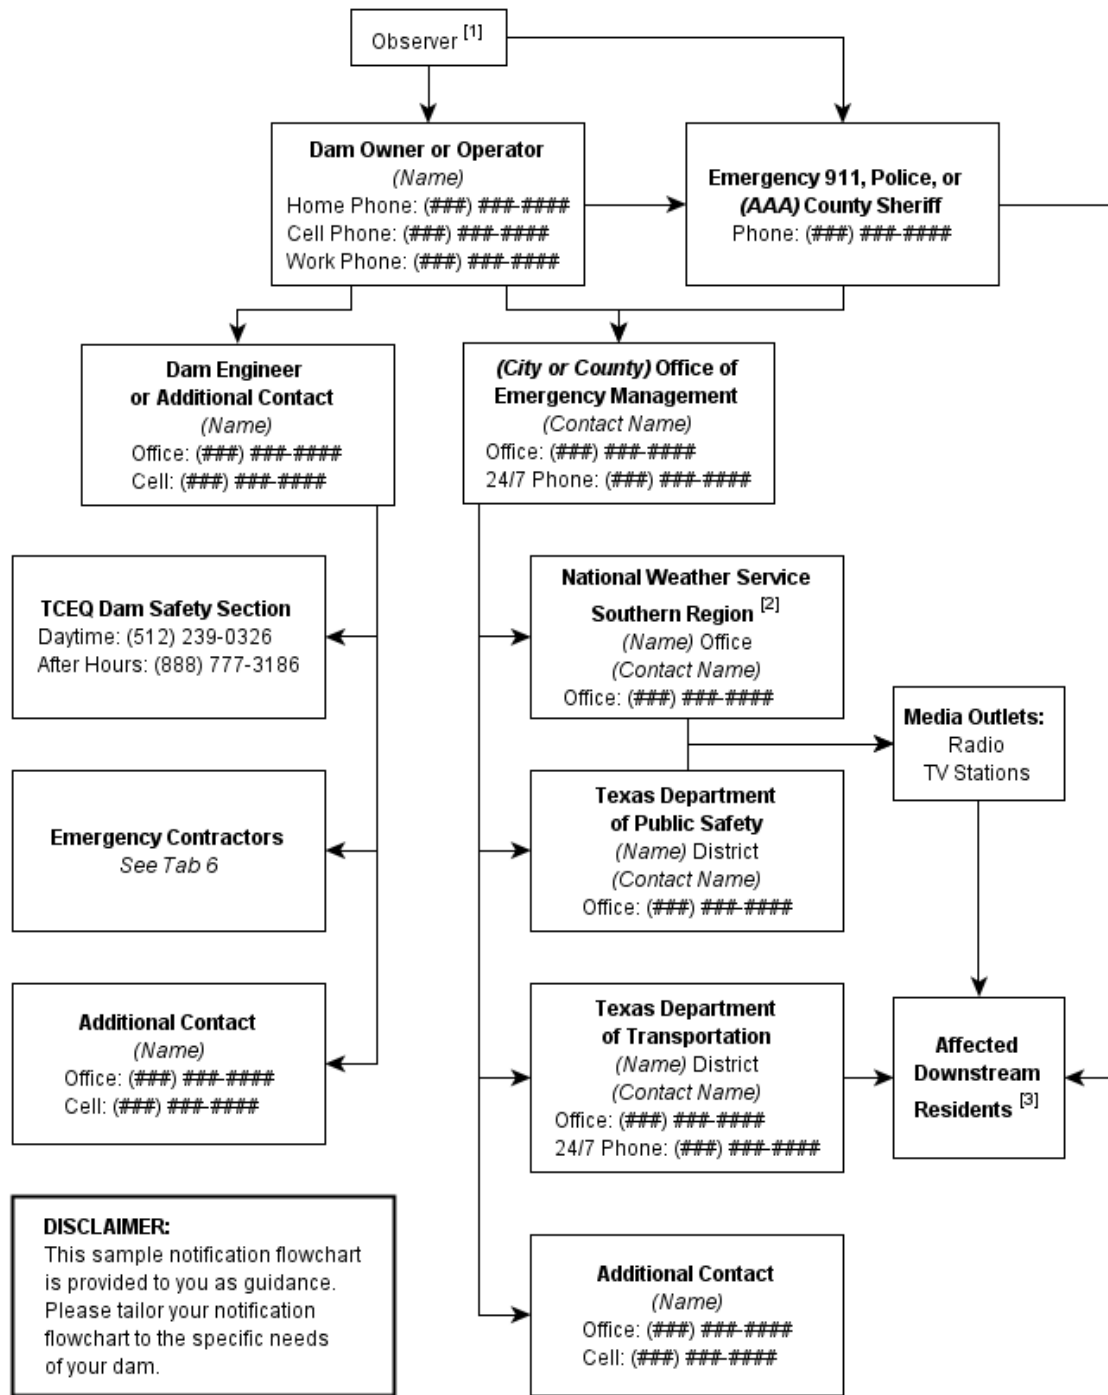 Observer [1]
Dam Owner or Operator
(Name)
Home Phone: (###) ###-####
Cell Phone: (###) ###-####
Work Phone: (###) ###-####
Emergency 911, Police, or
(AAA) County Sheriff
Phone: (###) ###-####
Dam Engineer
or Additional Contact
(Name)
Office: (###) ###-####
Cell: (###) ###-####
(City or County) Office of
Emergency Management
(Contact Name)
Office: (###) ###-####
24/7 Phone: (###) ###-####
TCEQ Dam Safety Section
Daytime: (512) 239-0326
After Hours: (888) 777-3186
National Weather Service
Southern Region [2]
(Name) Office
(Contact Name)
Office: (###) ###-####
Media Outlets:
Radio
TV Stations
Emergency Contractors
See Tab 6
Texas Department
of Public Safety
(Name) District
(Contact Name)
Office: (###) ###-####
Additional Contact
(Name)
Office: (###) ###-####
Cell: (###) ###-####
Texas Department
of Transportation
(Name) District
(Contact Name)
Office: (###) ###-####
24/7 Phone: (###) ###-####
Affected
Downstream
Residents [3]
DISCLAIMER:
This sample notification flowchart
is provided to you as guidance.
Please tailor your notification
flowchart to the specific needs
of your dam.
Additional Contact
(Name)
Office: (###) ###-####
Cell: (###) ###-####